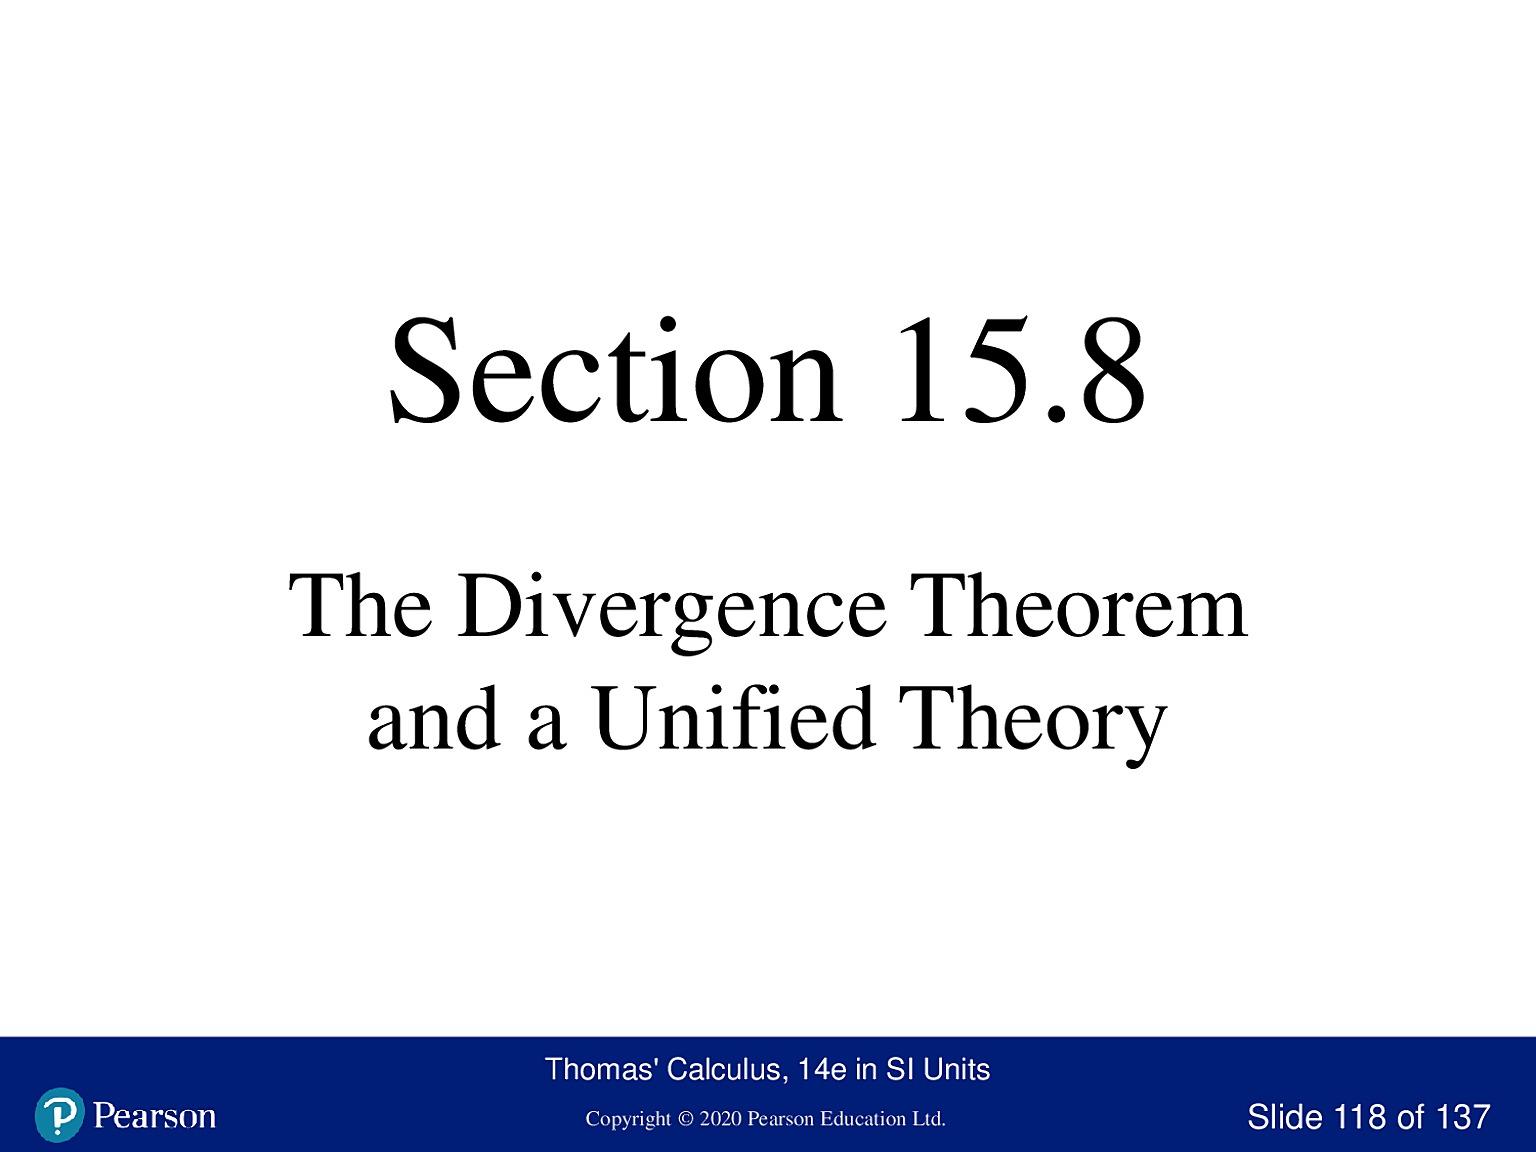 Section 15.8
The Divergence Theorem
and a Unified Theory
Thomas' Calculus, 14e in SI Units
Pearson
Copyright © 2020 Pearson Education Ltd.
Slide 118 of 137